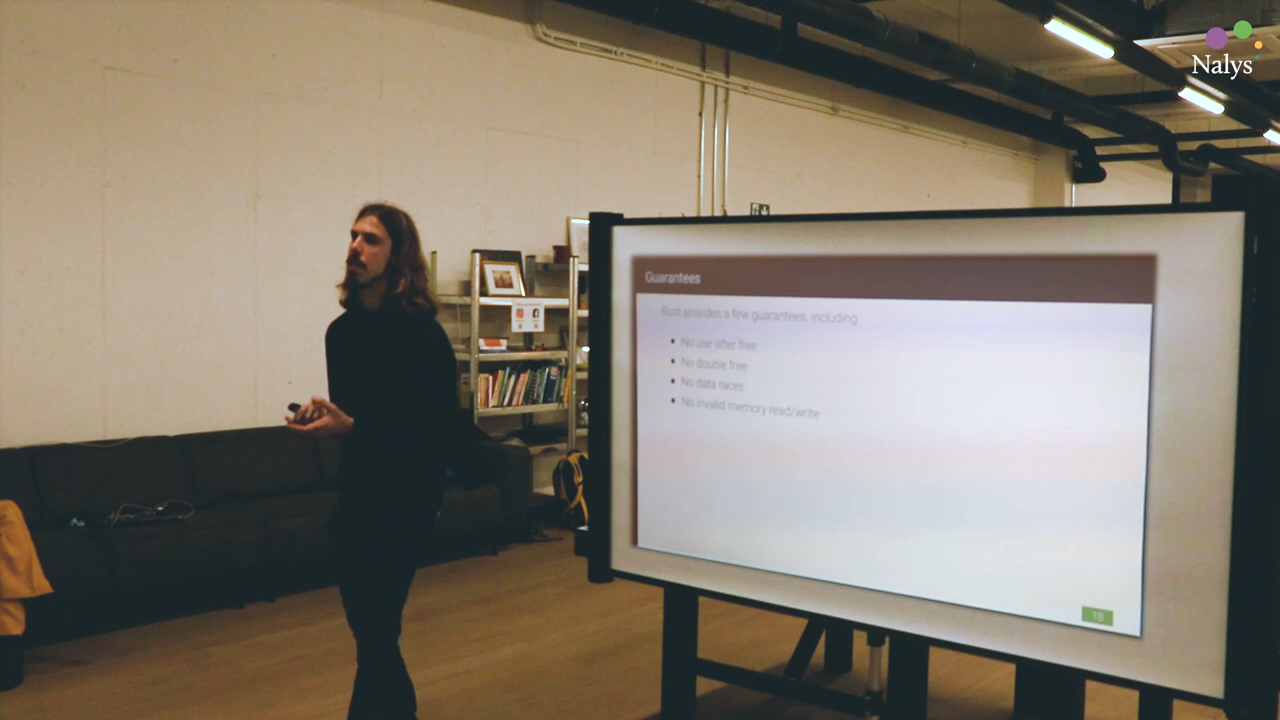 Nalys
Guarantees
Rust provides a few guarantees, including
No use after free
No double free
No data races
No invalid memory read/write
18